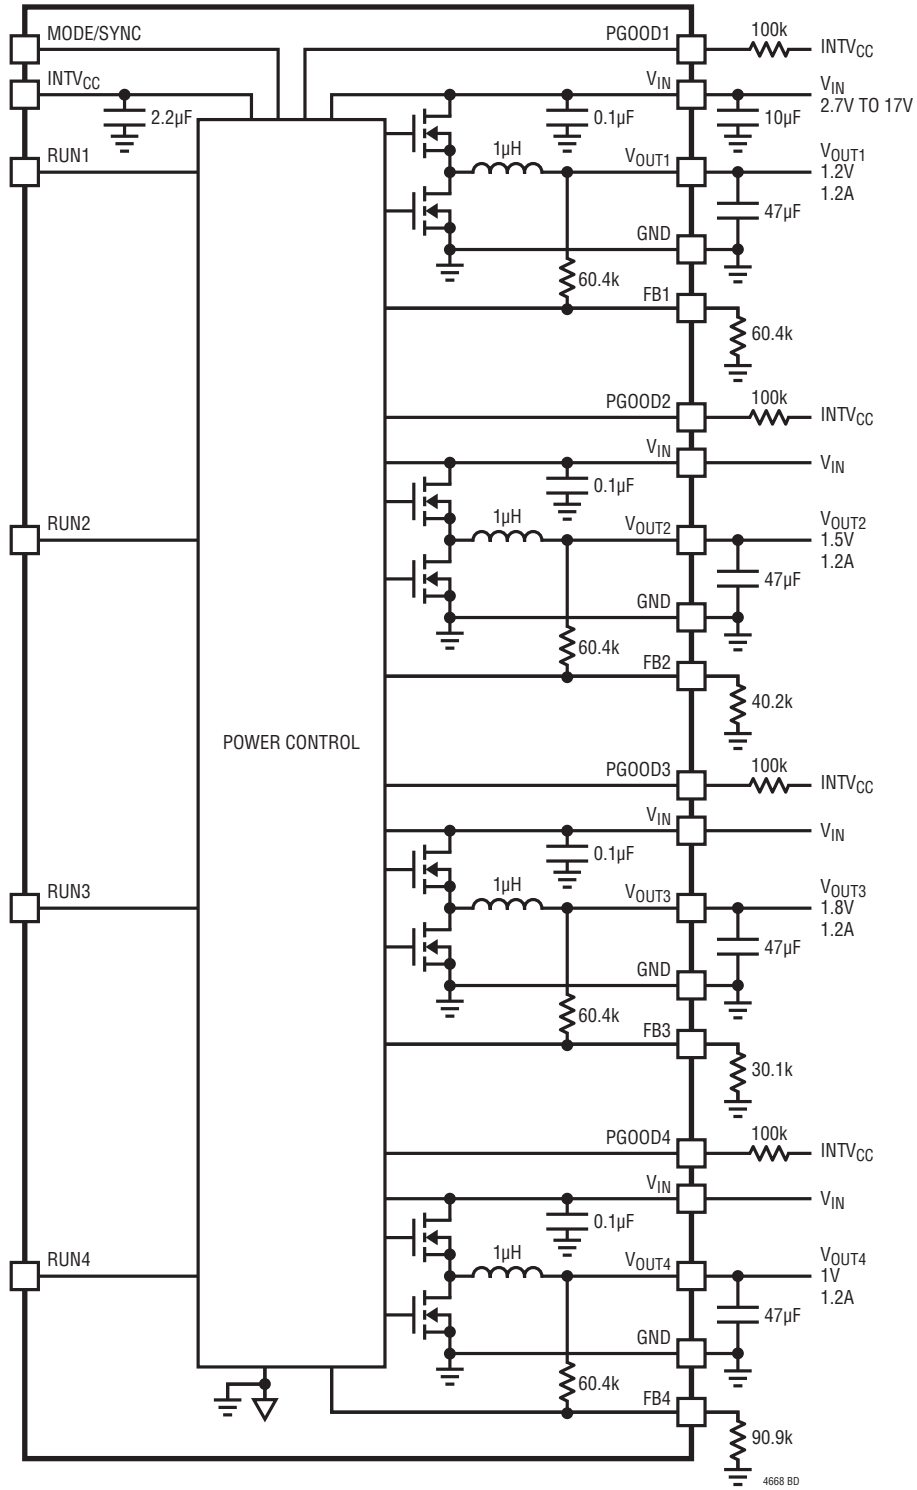 MODE/SYNC
PGOOD1
100k
INTVCC
INTVCC
VIN
VIN
2.7V TO 17V
2.2µF
0.1µF
10µF
RUN1
1µH
VOUT1
VOUT1
1.2V
1.2A
47µF
GND
60.4k
FB1
60.4k
PGOOD2
100k
INTVCC
VIN
VIN
0.1µF
RUN2
1µH
VOUT2
VOUT2
1.5V
1.2A
47µF
GND
60.4k
FB2
40.2k
POWER CONTROL
PGOOD3
100k
INTVCC
VIN
VIN
0.1µF
RUN3
1µH
VOUT3
VOUT3
1.8V
1.2A
47µF
GND
60.4k
FB3
30.1k
PGOOD4
100k
INTVCC
VIN
VIN
0.1µF
RUN4
1µH
VOUT4
VOUT4
1V
1.2A
47µF
GND
60.4k
FB4
90.9k
4668 BD